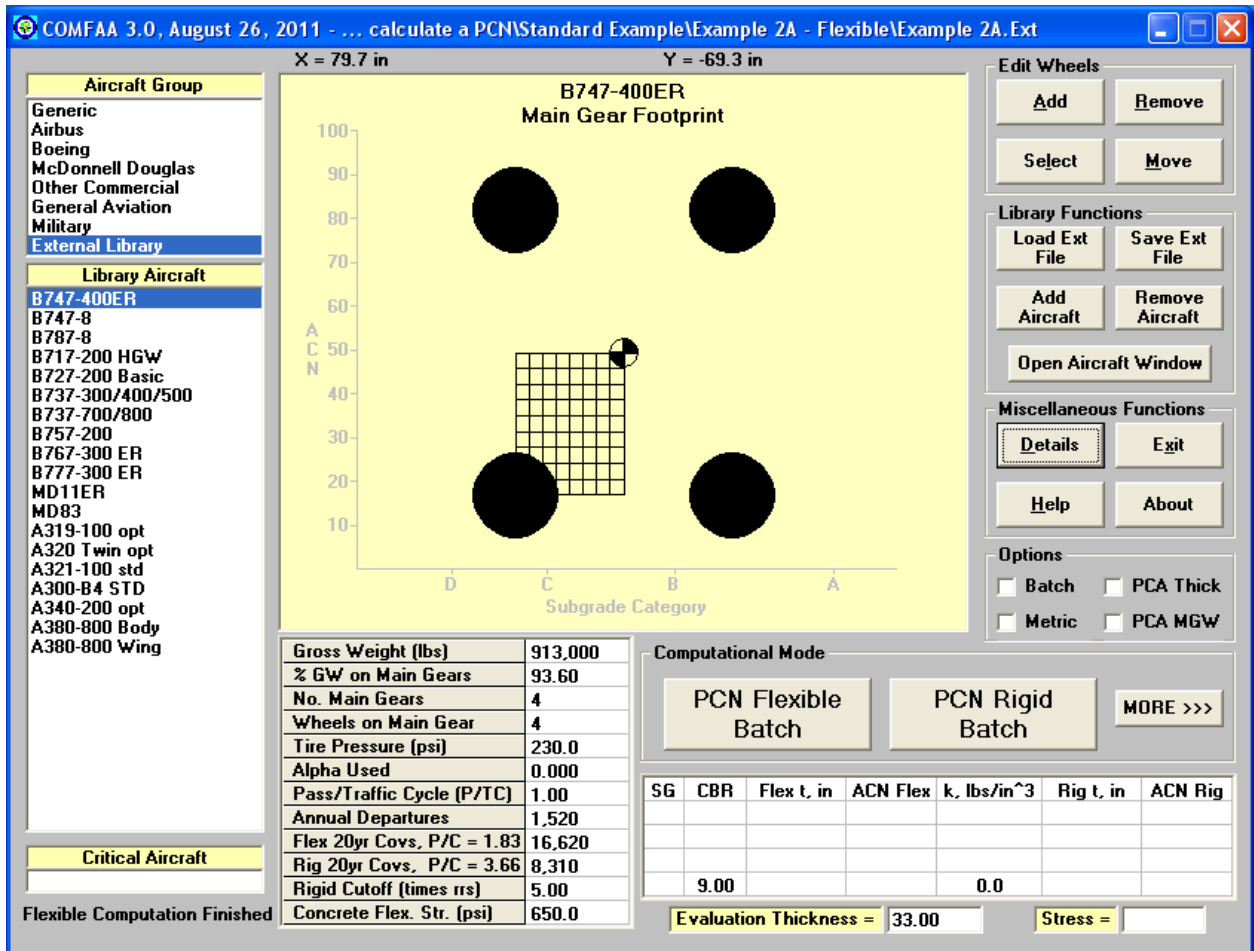 COMFAA 3.0, August 26, 2011 - ... calculate a PCN\Standard Example\Example 2A - Flexible\Example 2A.Ext
X = 79.7 in Y = -69.3 in
Aircraft Group
Generic
Airbus
Boeing
McDonnell Douglas
Other Commercial
General Aviation
Military
External Library
Library Aircraft
B747-400ER
B747-8
B787-8
B717-200 HGW
B727-200 Basic
B737-300/400/500
B737-700/800
B757-200
B767-300 ER
B777-300 ER
MD11ER
MD83
A319-100 opt
A320 Twin opt
A321-100 std
A300-B4 STD
A340-200 opt
A380-800 Body
A380-800 Wing
Critical Aircraft
Flexible Computation Finished
B747-400ER
Main Gear Footprint
100
90
80
70
60
50
40
30
20
10
ACN
D C B A
Subgrade Category
Gross Weight (lbs) 913,000
% GW on Main Gears 93.60
No. Main Gears 4
Wheels on Main Gear 4
Tire Pressure (psi) 230.0
Alpha Used 0.000
Pass/Traffic Cycle (P/TC) 1.00
Annual Departures 1,520
Flex 20yr Covs, P/C = 1.83 16,620
Rig 20yr Covs, P/C = 3.66 8,310
Rigid Cutoff (times rrs) 5.00
Concrete Flex. Str. (psi) 650.0
Edit Wheels
Add Remove
Select Move
Library Functions
Load Ext File Save Ext File
Add Aircraft Remove Aircraft
Open Aircraft Window
Miscellaneous Functions
Details Exit
Help About
Options
Batch PCA Thick
Metric PCA MGW
Computational Mode
PCN Flexible Batch PCN Rigid Batch MORE >>>
SG CBR Flex t, in ACN Flex k, lbs/in^3 Rig t, in ACN Rig
9.00 0.0
Evaluation Thickness = 33.00 Stress =